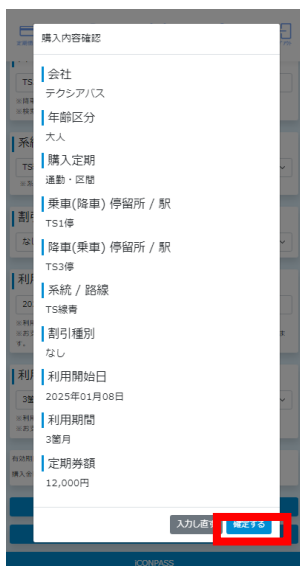 購入内容確認
会社
テクシアバス
年齢区分
大人
購入定期
通勤・区間
乗車(降車) 停留所 / 駅
TS1停
降車(乗車) 停留所 / 駅
TS3停
系統 / 路線
TS線青
割引種別
なし
利用開始日
2025年01月08日
利用期間
3箇月
定期券額
12,000円
入力し直す
確定する
ICONPASS